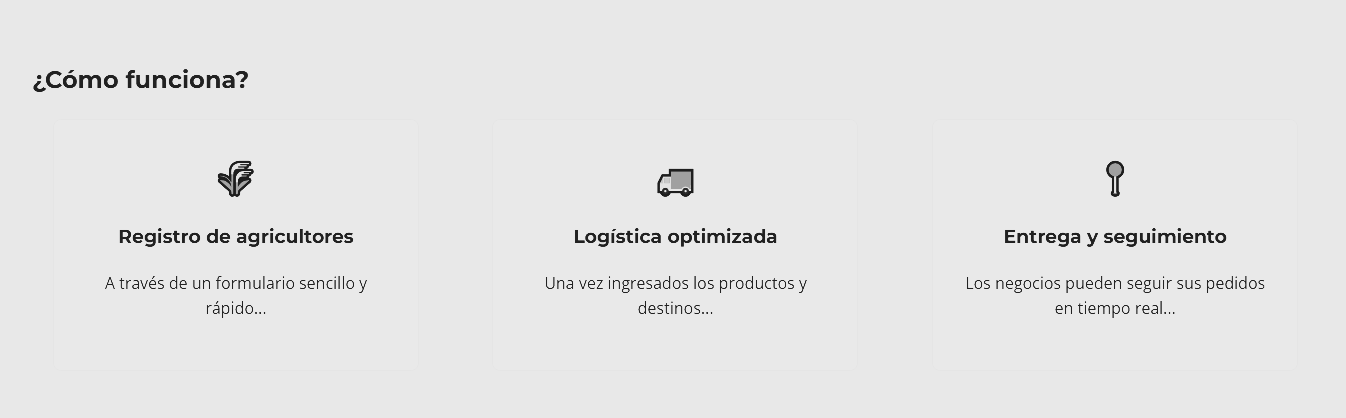 ¿Cómo funciona?
Registro de agricultores
A través de un formulario sencillo y
rápido...
Logística optimizada
Una vez ingresados los productos y
destinos...
Entrega y seguimiento
Los negocios pueden seguir sus pedidos
en tiempo real...